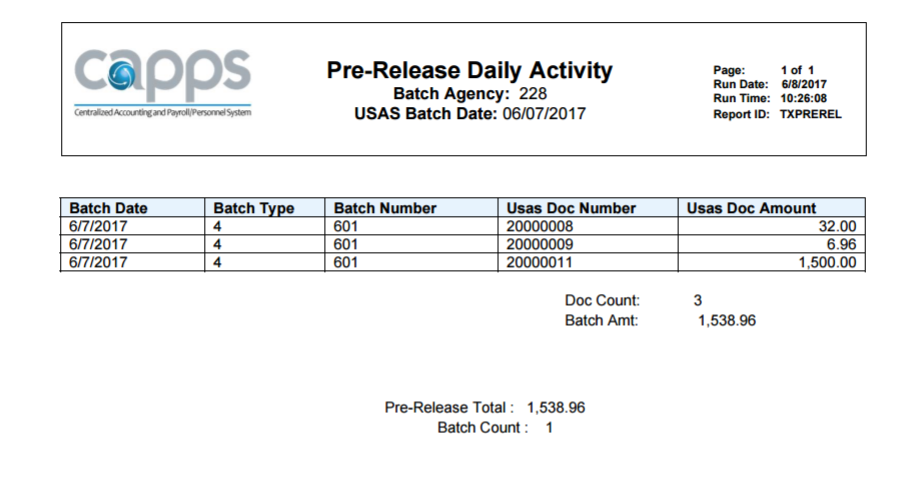 capps
Centralized Accounting and Payroll/Personnel System
Pre-Release Daily Activity
Batch Agency: 228
USAS Batch Date: 06/07/2017
Page: 1 of 1
Run Date: 6/8/2017
Run Time: 10:26:08
Report ID: TXPREREL
Batch Date Batch Type Batch Number Usas Doc Number Usas Doc Amount
6/7/2017 4 601 20000008 32.00
6/7/2017 4 601 20000009 6.96
6/7/2017 4 601 20000011 1,500.00
Doc Count: 3
Batch Amt: 1,538.96
Pre-Release Total : 1,538.96
Batch Count : 1